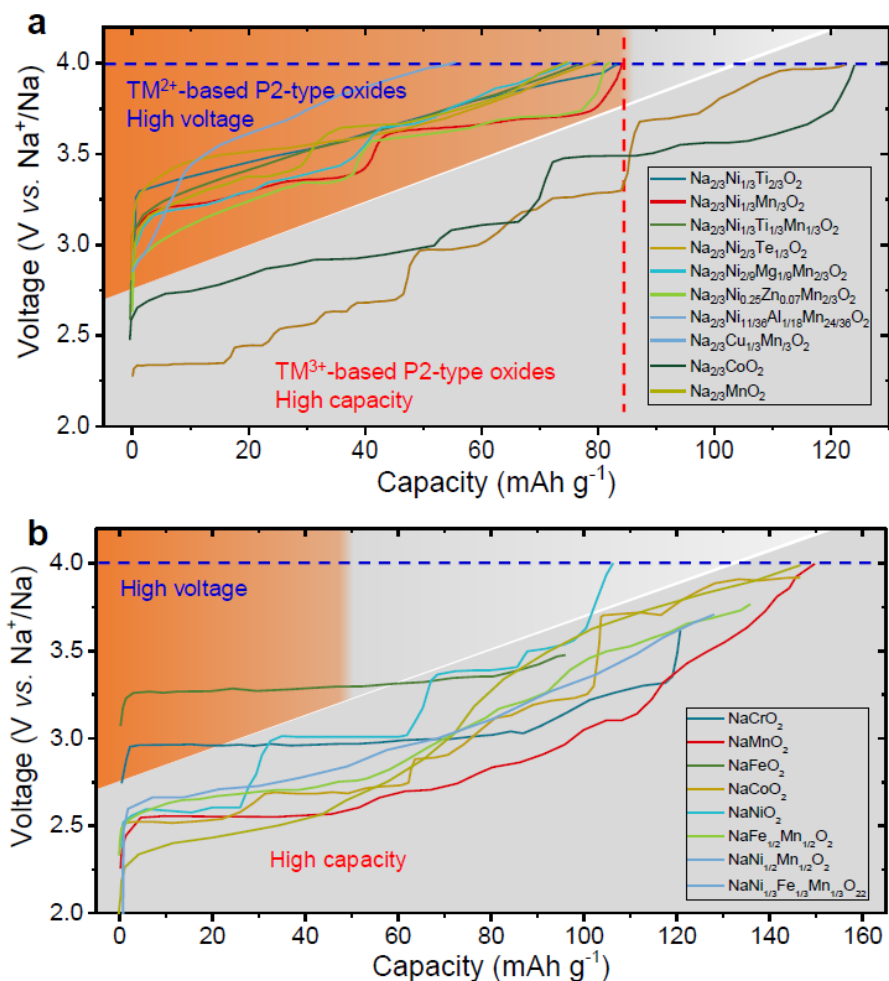 a
TM²⁺-based P2-type oxides
High voltage
TM³⁺-based P2-type oxides
High capacity
Na₂/₃Ni₁/₃Ti₂/₃O₂
Na₂/₃Ni₁/₃Mn/₃O₂
Na₂/₃Ni₁/₃Ti₁/₃Mn₁/₃O₂
Na₂/₃Ni₂/₃Te₁/₃O₂
Na₂/₃Ni₂/₉Mg₁/₉Mn₂/₃O₂
Na₂/₃Ni₀.₂₅Zn₀.₀₇Mn₂/₃O₂
Na₂/₃Ni₁₁/₃₆Al₁/₁₈Mn₂₄/₃₆O₂
Na₂/₃Cu₁/₃Mn/₃O₂
Na₂/₃CoO₂
Na₂/₃MnO₂
Voltage (V vs. Na⁺/Na)
4.0
3.5
3.0
2.5
2.0
0 20 40 60 80 100 120
Capacity (mAh g⁻¹)
b
High voltage
High capacity
NaCrO₂
NaMnO₂
NaFeO₂
NaCoO₂
NaNiO₂
NaFe₁/₂Mn₁/₂O₂
NaNi₁/₂Mn₁/₂O₂
NaNi₁/₃Fe₁/₃Mn₁/₃O₂₂
Voltage (V vs. Na⁺/Na)
4.0
3.5
3.0
2.5
2.0
0 20 40 60 80 100 120 140 160
Capacity (mAh g⁻¹)